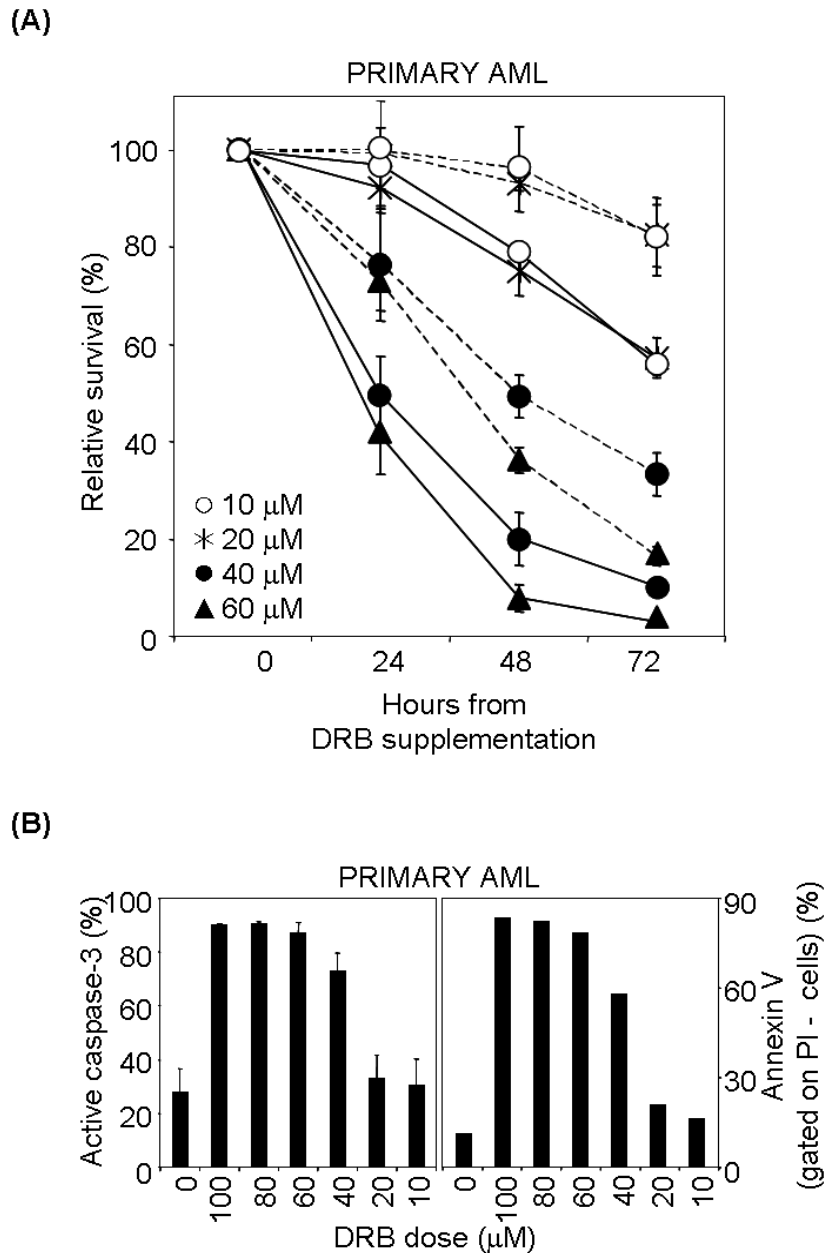 (A)
PRIMARY AML
Relative survival (%)
100
80
60
40
20
0
10 μM
20 μM
40 μM
60 μM
0 24 48 72
Hours from
DRB supplementation
(B)
PRIMARY AML
Active caspase-3 (%)
100
80
60
40
20
0
90
60
30
0
Annexin V
(gated on PI - cells) (%)
0 100 80 60 40 20 10 0 100 80 60 40 20 10
DRB dose (μM)